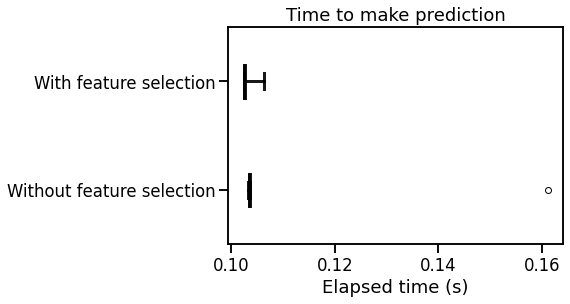 Time to make prediction
With feature selection
Without feature selection
0.10 0.12 0.14 0.16
Elapsed time (s)